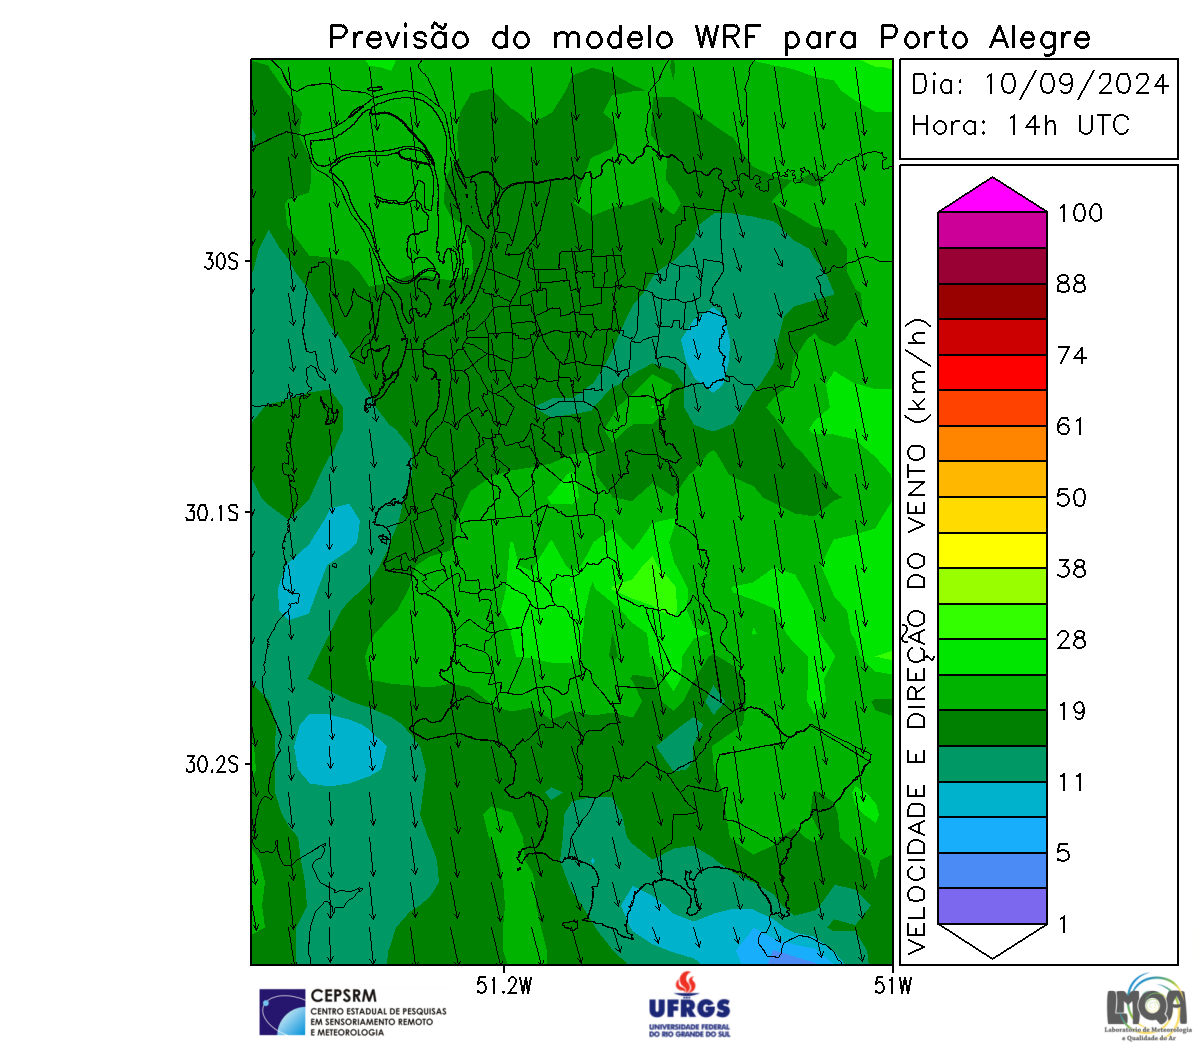 Previsão do modelo WRF para Porto Alegre
Dia: 10/09/2024
Hora: 14h UTC
30S
30.1S
30.2S
51.2W
51W
VELOCIDADE E DIREÇÃO DO VENTO (km/h)
100
88
74
61
50
38
28
19
11
5
1
CEPSRM
CENTRO ESTADUAL DE PESQUISAS
EM SENSORIAMENTO REMOTO
E METEOROLOGIA
UFRGS
UNIVERSIDADE FEDERAL
DO RIO GRANDE DO SUL
LMQA
Laboratório de Meteorologia
e Qualidade do Ar